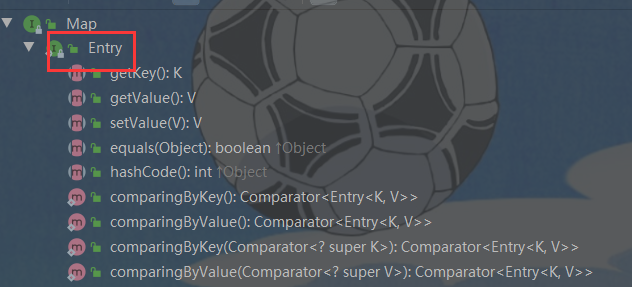 Map
Entry
getKey(): K
getValue(): V
setValue(V): V
equals(Object): boolean ↑Object
hashCode(): int ↑Object
comparingByKey(): Comparator<Entry<K, V>>
comparingByValue(): Comparator<Entry<K, V>>
comparingByKey(Comparator<? super K>): Comparator<Entry<K, V>>
comparingByValue(Comparator<? super V>): Comparator<Entry<K, V>>